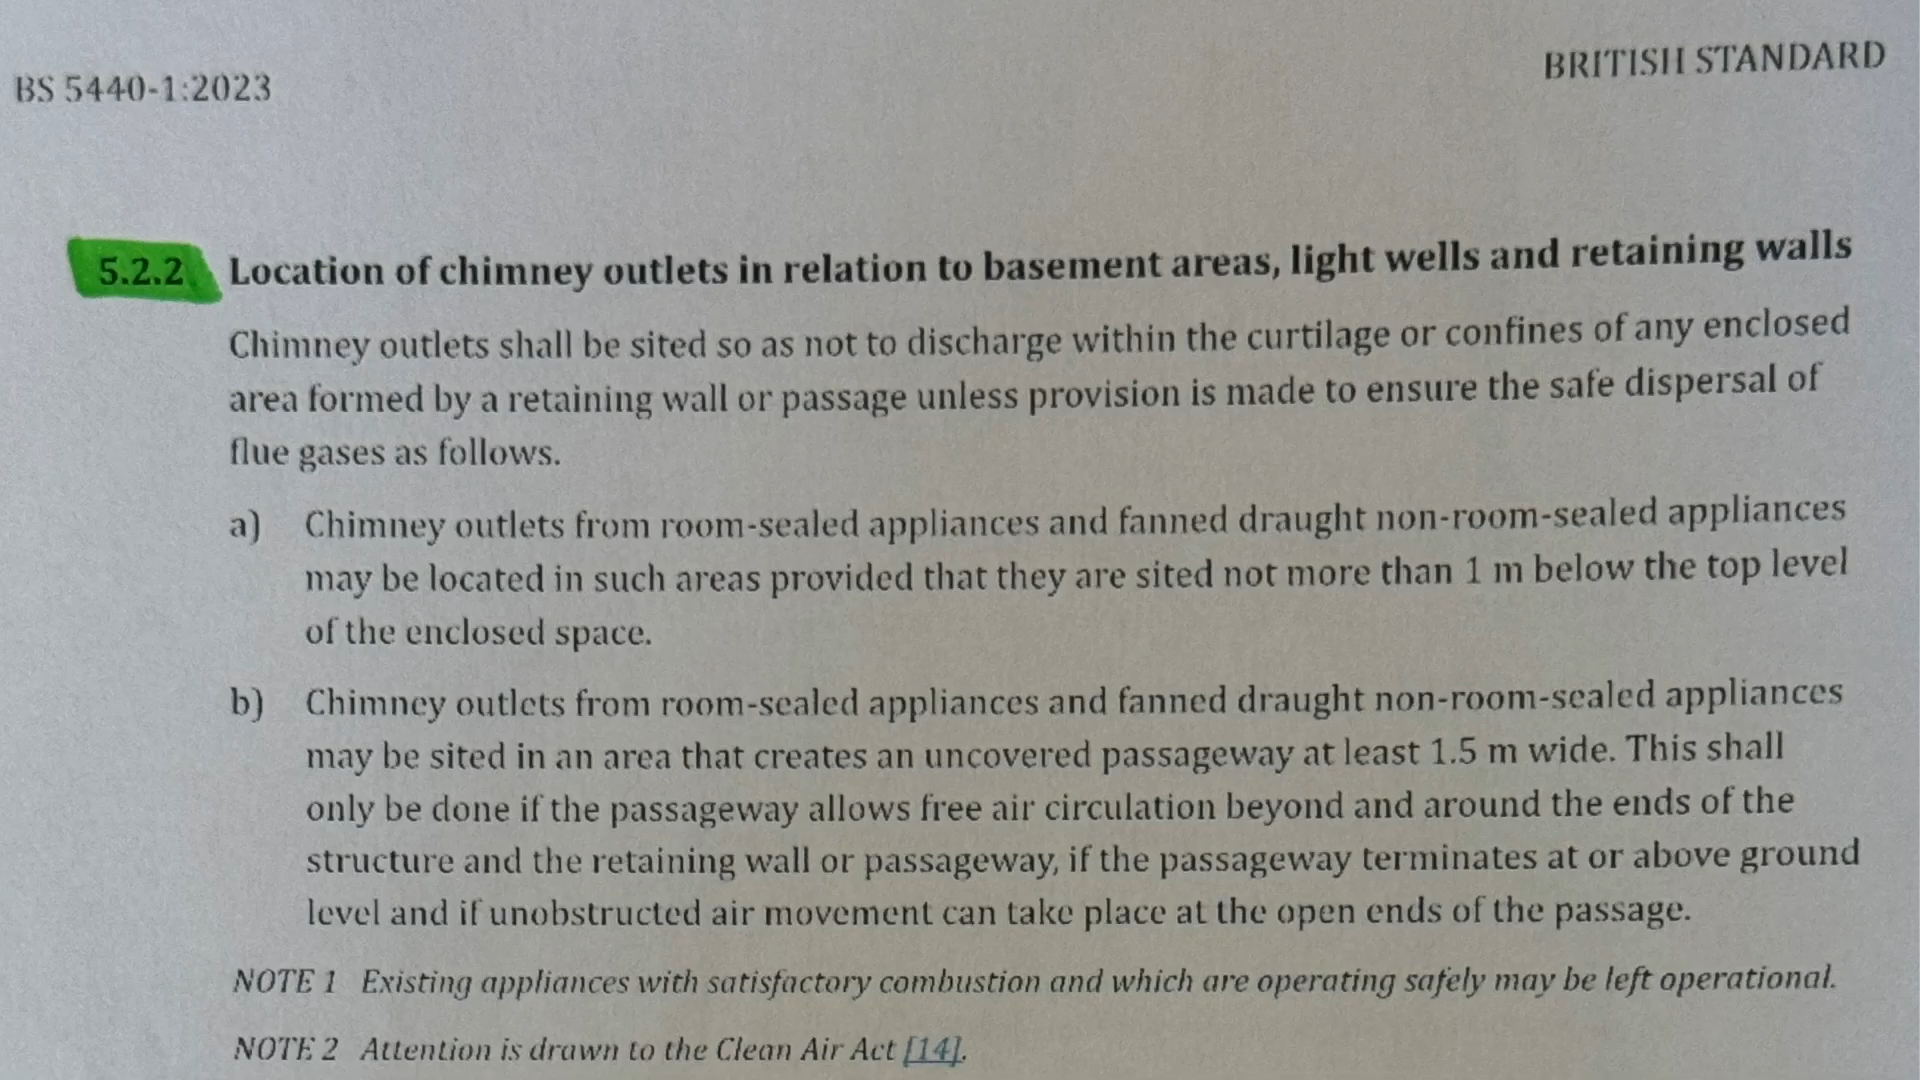 BS 5440-1:2023
BRITISH STANDARD
5.2.2 Location of chimney outlets in relation to basement areas, light wells and retaining walls
Chimney outlets shall be sited so as not to discharge within the curtilage or confines of any enclosed
area formed by a retaining wall or passage unless provision is made to ensure the safe dispersal of
flue gases as follows.
a) Chimney outlets from room-sealed appliances and fanned draught non-room-sealed appliances
may be located in such areas provided that they are sited not more than 1 m below the top level
of the enclosed space.
b) Chimney outlets from room-sealed appliances and fanned draught non-room-sealed appliances
may be sited in an area that creates an uncovered passageway at least 1.5 m wide. This shall
only be done if the passageway allows free air circulation beyond and around the ends of the
structure and the retaining wall or passageway, if the passageway terminates at or above ground
level and if unobstructed air movement can take place at the open ends of the passage.
NOTE 1 Existing appliances with satisfactory combustion and which are operating safely may be left operational.
NOTE 2 Attention is drawn to the Clean Air Act [14].